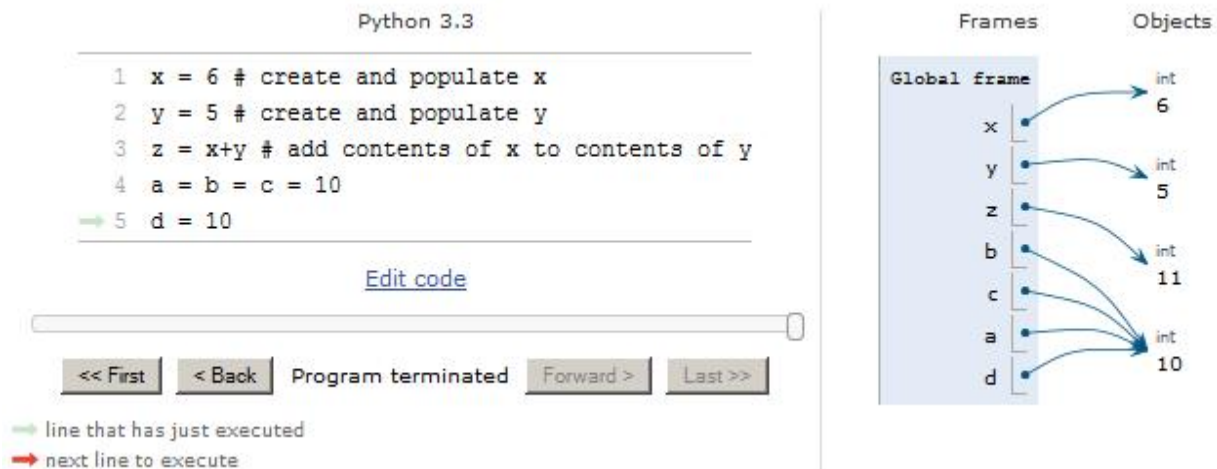 Python 3.3
1 x = 6 # create and populate x
2 y = 5 # create and populate y
3 z = x+y # add contents of x to contents of y
4 a = b = c = 10
5 d = 10
Edit code
<< First < Back Program terminated Forward > Last >>
line that has just executed
next line to execute
Frames Objects
Global frame
x
y
z
b
c
a
d
int
6
int
5
int
11
int
10